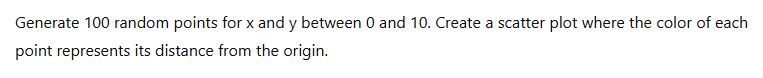 Generate 100 random points for x and y between 0 and 10. Create a scatter plot where the color of each
point represents its distance from the origin.